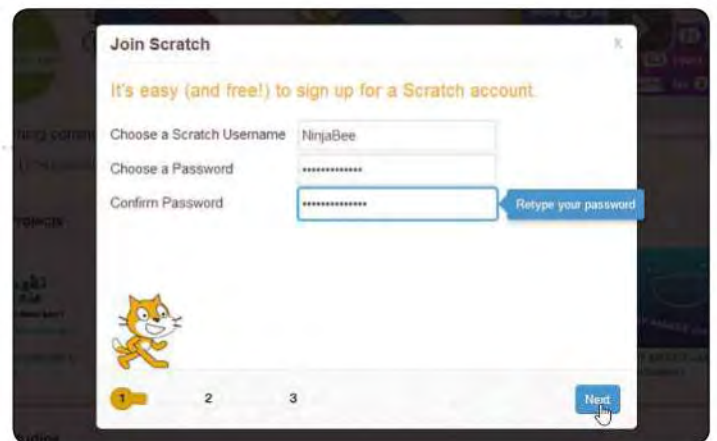 Join Scratch
X
It's easy (and free!) to sign up for a Scratch account.
Choose a Scratch Username NinjaBee
Choose a Password •••••••••••••
Confirm Password •••••••••••••• Retype your password
1 2 3
Next